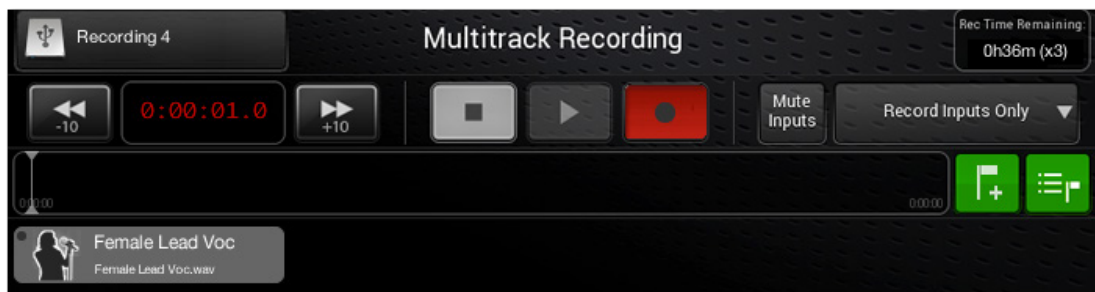 Recording 4
Multitrack Recording
Rec Time Remaining:
0h36m (x3)
-10
0:00:01.0
+10
Mute
Inputs
Record Inputs Only
0:00:00
0:00:00
Female Lead Voc
Female Lead Voc.wav